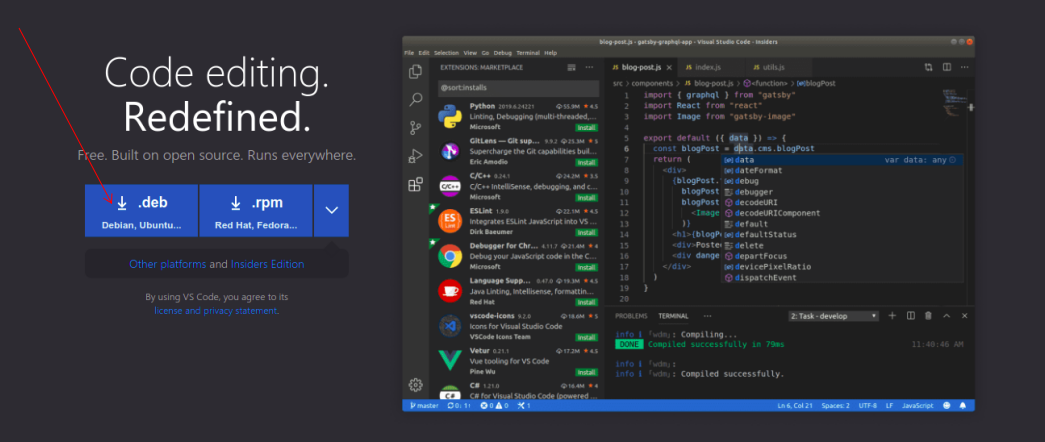 Code editing.
Redefined.
Free. Built on open source. Runs everywhere.
.deb
Debian, Ubuntu...
.rpm
Red Hat, Fedora...
Other platforms and Insiders Edition
By using VS Code, you agree to its
license and privacy statement.
blog-post.js - gatsby-graphql-app - Visual Studio Code - Insiders
File Edit Selection View Go Debug Terminal Help
EXTENSIONS: MARKETPLACE
@sort:installs
Python 2019.6.24221 55.9M 4.5
Linting, Debugging (multi-threaded,...
Microsoft Install
GitLens — Git sup... 9.9.2 23.3M 5
Supercharge the Git capabilities buil...
Eric Amodio Install
C/C++ 0.24.1 24.2M 3.5
C/C++ IntelliSense, debugging, and c...
Microsoft Install
ESLint 1.9.0 22.1M 4.5
Integrates ESLint JavaScript into VS ...
Dirk Baeumer Install
Debugger for Chr... 4.11.7 21.4M 4
Debug your JavaScript code in the C...
Microsoft Install
Language Supp... 0.47.0 19.3M 4.5
Java Linting, Intellisense, formattin...
Red Hat Install
vscode-icons 9.2.0 18.6M 5
Icons for Visual Studio Code
VSCode Icons Team Install
Vetur 0.21.1 17.2M 4.5
Vue tooling for VS Code
Pine Wu Install
C# 1.21.0 16.4M 4
C# for Visual Studio Code (powered ...
blog-post.js index.js utils.js
src > components > blog-post.js > <function> > blogPost
1 import { graphql } from "gatsby"
2 import React from "react"
3 import Image from "gatsby-image"
4
5 export default ({ data }) => {
6 const blogPost = data.cms.blogPost
7 return (
8 <div>
9 {blogPost.
10 blogPost
11 blogPost
12 <Image
13 )}
14 <h1>{blogPo
15 <div>Poste
16 <div dange
17 </div>
18 )
19 }
20
data var data: any
dateFormat
debug
debugger
decodeURI
decodeURIComponent
default
defaultStatus
delete
departFocus
devicePixelRatio
dispatchEvent
PROBLEMS TERMINAL ... 2: Task - develop
info i ｢wdm｣: Compiling...
DONE Compiled successfully in 79ms 11:40:46 AM
info i ｢wdm｣:
info i ｢wdm｣: Compiled successfully.
master 0↓ 1↑ 0 0 1 Ln 6, Col 21 Spaces: 2 UTF-8 LF JavaScript